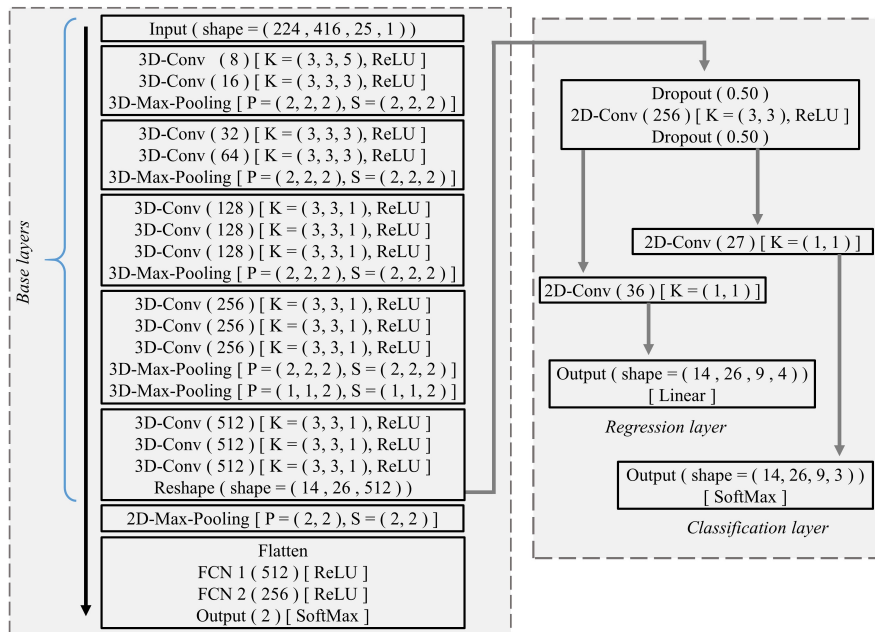 Base layers
Input ( shape = ( 224 , 416 , 25 , 1 ) )
3D-Conv ( 8 ) [ K = ( 3, 3, 5 ), ReLU ]
3D-Conv ( 16 ) [ K = ( 3, 3, 3 ), ReLU ]
3D-Max-Pooling [ P = ( 2, 2, 2 ), S = ( 2, 2, 2 ) ]
3D-Conv ( 32 ) [ K = ( 3, 3, 3 ), ReLU ]
3D-Conv ( 64 ) [ K = ( 3, 3, 3 ), ReLU ]
3D-Max-Pooling [ P = ( 2, 2, 2 ), S = ( 2, 2, 2 ) ]
3D-Conv ( 128 ) [ K = ( 3, 3, 1 ), ReLU ]
3D-Conv ( 128 ) [ K = ( 3, 3, 1 ), ReLU ]
3D-Conv ( 128 ) [ K = ( 3, 3, 1 ), ReLU ]
3D-Max-Pooling [ P = ( 2, 2, 2 ), S = ( 2, 2, 2 ) ]
3D-Conv ( 256 ) [ K = ( 3, 3, 1 ), ReLU ]
3D-Conv ( 256 ) [ K = ( 3, 3, 1 ), ReLU ]
3D-Conv ( 256 ) [ K = ( 3, 3, 1 ), ReLU ]
3D-Max-Pooling [ P = ( 2, 2, 2 ), S = ( 2, 2, 2 ) ]
3D-Max-Pooling [ P = ( 1, 1, 2 ), S = ( 1, 1, 2 ) ]
3D-Conv ( 512 ) [ K = ( 3, 3, 1 ), ReLU ]
3D-Conv ( 512 ) [ K = ( 3, 3, 1 ), ReLU ]
3D-Conv ( 512 ) [ K = ( 3, 3, 1 ), ReLU ]
Reshape ( shape = ( 14 , 26 , 512 ) )
2D-Max-Pooling [ P = ( 2, 2 ), S = ( 2, 2 ) ]
Flatten
FCN 1 ( 512 ) [ ReLU ]
FCN 2 ( 256 ) [ ReLU ]
Output ( 2 ) [ SoftMax ]
Dropout ( 0.50 )
2D-Conv ( 256 ) [ K = ( 3, 3 ), ReLU ]
Dropout ( 0.50 )
2D-Conv ( 27 ) [ K = ( 1, 1 ) ]
2D-Conv ( 36 ) [ K = ( 1, 1 ) ]
Output ( shape = ( 14 , 26 , 9 , 4 ) )
[ Linear ]
Regression layer
Output ( shape = ( 14, 26, 9, 3 ) )
[ SoftMax ]
Classification layer